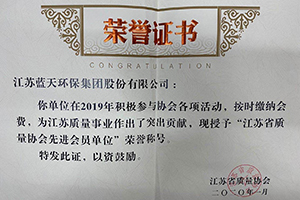 荣誉证书
CONGRATULATION
江苏蓝天环保集团股份有限公司：
你单位在2019年积极参与协会各项活动，按时缴纳会
费，为江苏质量事业作出了突出贡献，现授予“江苏省质
量协会先进会员单位”荣誉称号。
特发此证，以资鼓励。
江苏省质量协会
二〇二〇年一月